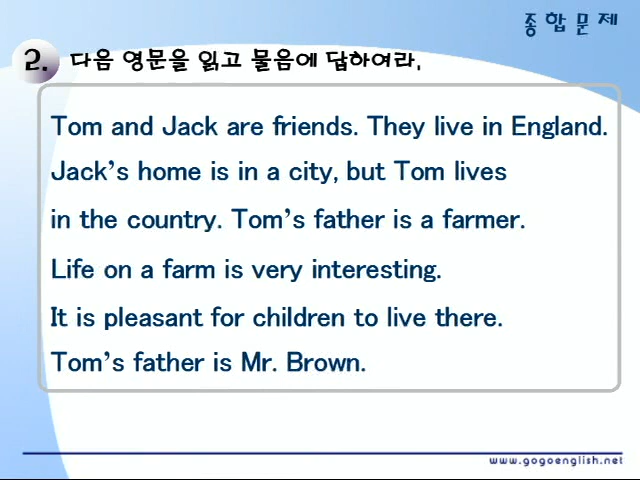 종합문제
2. 다음 영문을 읽고 물음에 답하여라.
Tom and Jack are friends. They live in England.
Jack's home is in a city, but Tom lives
in the country. Tom's father is a farmer.
Life on a farm is very interesting.
It is pleasant for children to live there.
Tom's father is Mr. Brown.
www.gogoenglish.net